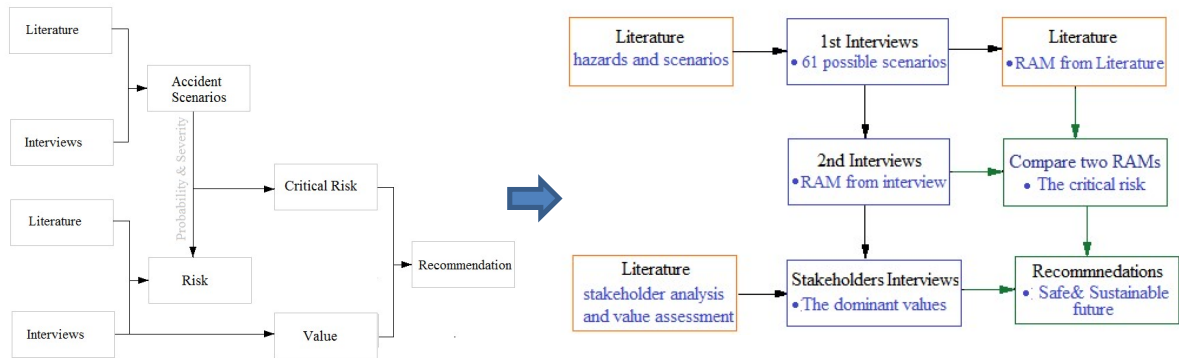 Literature
Accident
Scenarios
Interviews
Probability & Severity
Critical Risk
Literature
Recommendation
Risk
Interviews
Value
Literature
hazards and scenarios
1st Interviews
• 61 possible scenarios
Literature
• RAM from Literature
2nd Interviews
• RAM from interview
Compare two RAMs
• The critical risk
Literature
stakeholder analysis
and value assessment
Stakeholders Interviews
• The dominant values
Recommnedations
• Safe& Sustainable
future